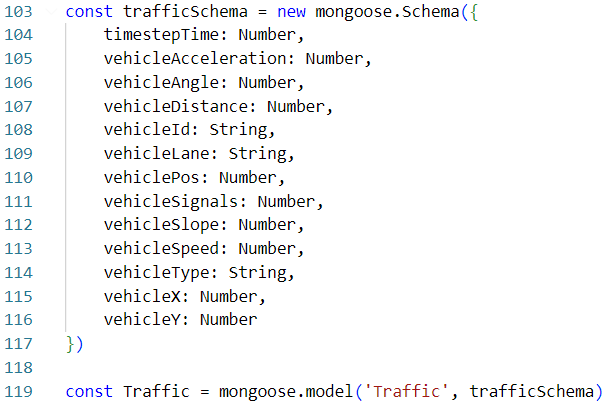 103 const trafficSchema = new mongoose.Schema({
104 timestepTime: Number,
105 vehicleAcceleration: Number,
106 vehicleAngle: Number,
107 vehicleDistance: Number,
108 vehicleId: String,
109 vehicleLane: String,
110 vehiclePos: Number,
111 vehicleSignals: Number,
112 vehicleSlope: Number,
113 vehicleSpeed: Number,
114 vehicleType: String,
115 vehicleX: Number,
116 vehicleY: Number
117 })
118
119 const Traffic = mongoose.model('Traffic', trafficSchema)